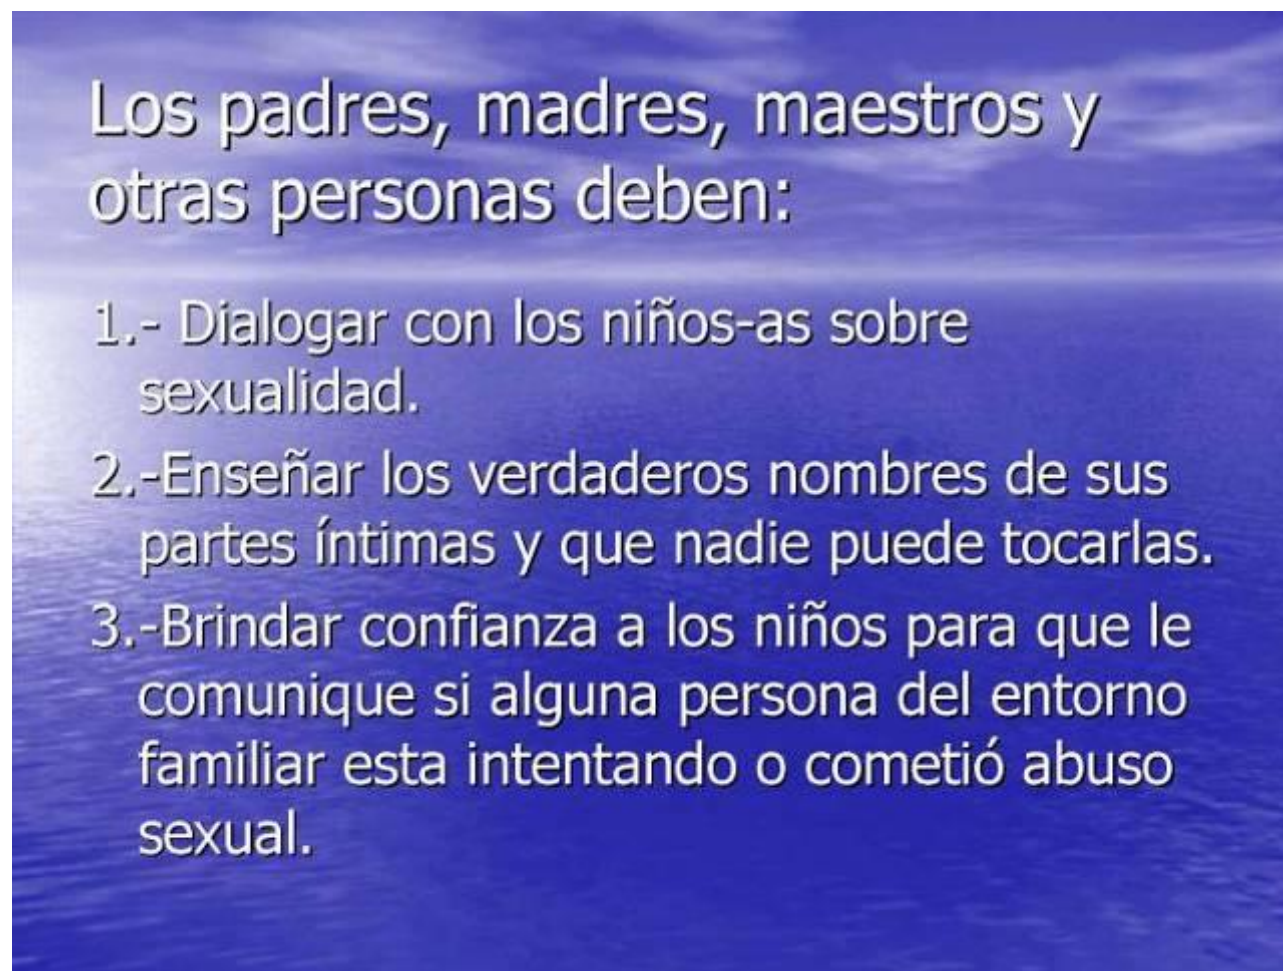 Los padres, madres, maestros y
otras personas deben:
1.- Dialogar con los niños-as sobre
sexualidad.
2.-Enseñar los verdaderos nombres de sus
partes íntimas y que nadie puede tocarlas.
3.-Brindar confianza a los niños para que le
comunique si alguna persona del entorno
familiar esta intentando o cometió abuso
sexual.